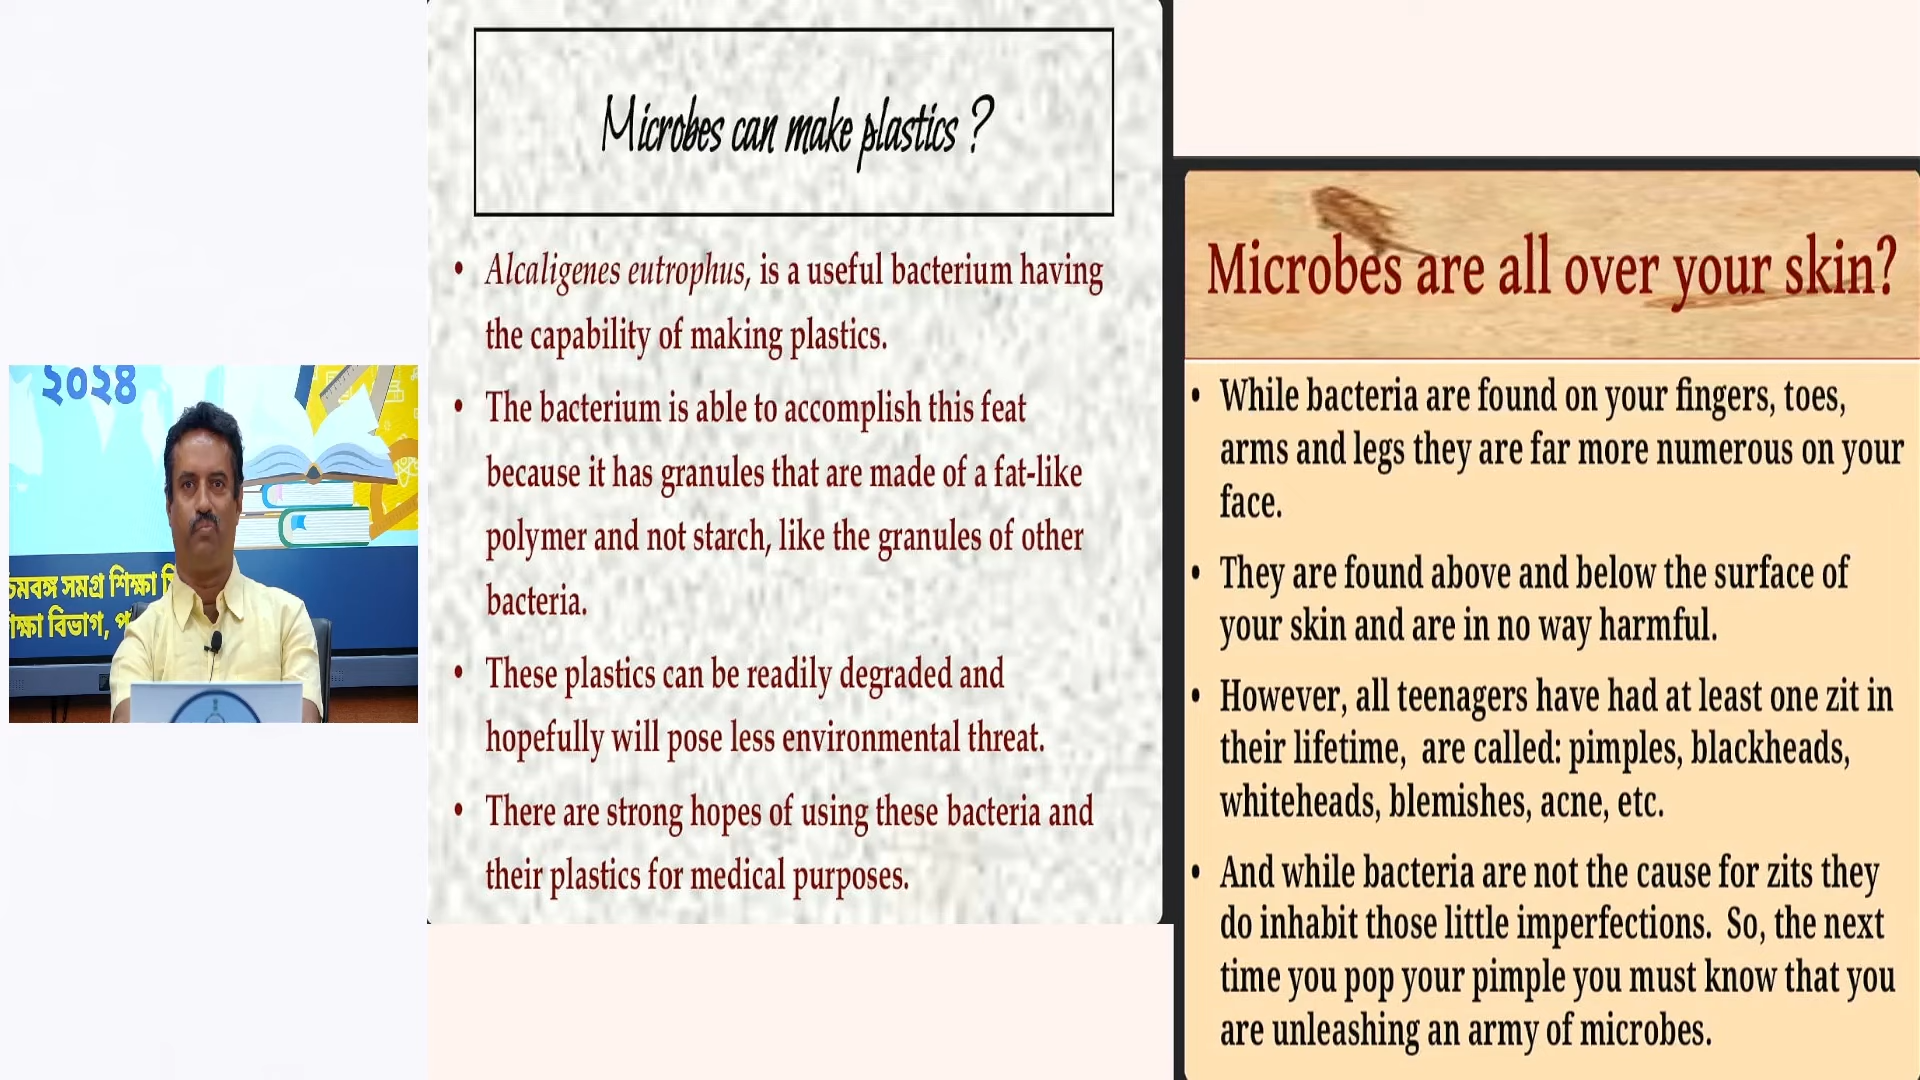 ২০২৪
সমগ্র শিক্ষা
বিভাগ,
Microbes can make plastics ?
• Alcaligenes eutrophus, is a useful bacterium having
the capability of making plastics.
• The bacterium is able to accomplish this feat
because it has granules that are made of a fat-like
polymer and not starch, like the granules of other
bacteria.
• These plastics can be readily degraded and
hopefully will pose less environmental threat.
• There are strong hopes of using these bacteria and
their plastics for medical purposes.
Microbes are all over your skin?
• While bacteria are found on your fingers, toes,
arms and legs they are far more numerous on your
face.
• They are found above and below the surface of
your skin and are in no way harmful.
• However, all teenagers have had at least one zit in
their lifetime, are called: pimples, blackheads,
whiteheads, blemishes, acne, etc.
• And while bacteria are not the cause for zits they
do inhabit those little imperfections. So, the next
time you pop your pimple you must know that you
are unleashing an army of microbes.